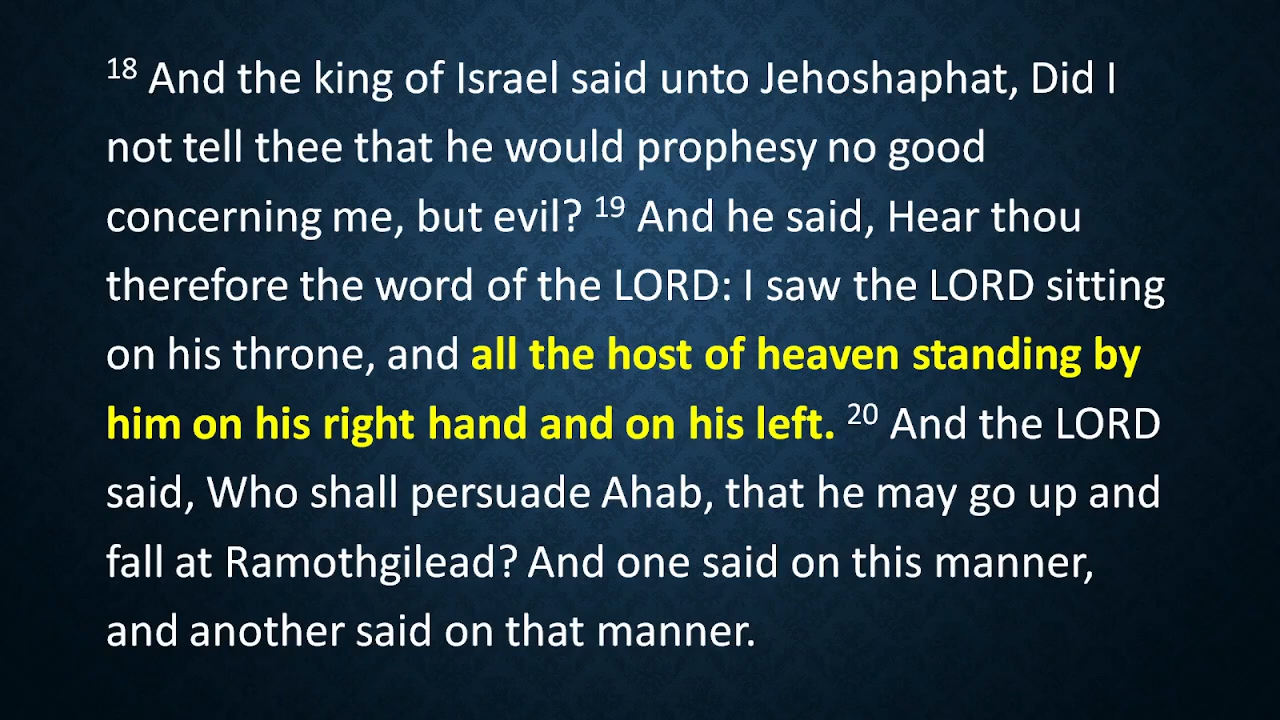 18 And the king of Israel said unto Jehoshaphat, Did I
not tell thee that he would prophesy no good
concerning me, but evil? 19 And he said, Hear thou
therefore the word of the LORD: I saw the LORD sitting
on his throne, and all the host of heaven standing by
him on his right hand and on his left. 20 And the LORD
said, Who shall persuade Ahab, that he may go up and
fall at Ramothgilead? And one said on this manner,
and another said on that manner.